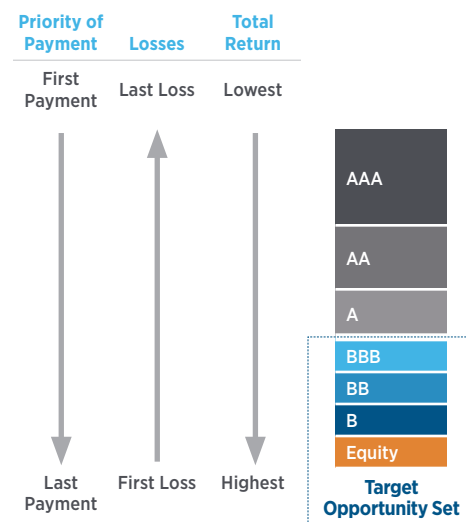 Priority of
Payment
Losses
Total
Return
First
Payment
Last Loss
Lowest
AAA
AA
A
BBB
BB
B
Equity
Last
Payment
First Loss
Highest
Target
Opportunity Set